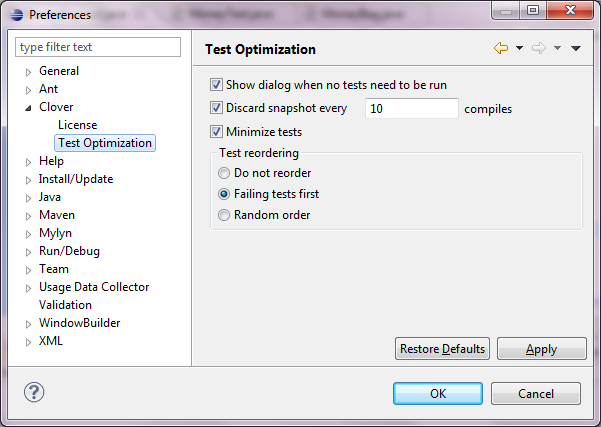 Preferences
type filter text
General
Ant
Clover
License
Test Optimization
Help
Install/Update
Java
Maven
Mylyn
Run/Debug
Team
Usage Data Collector
Validation
WindowBuilder
XML
Test Optimization
Show dialog when no tests need to be run
Discard snapshot every 10 compiles
Minimize tests
Test reordering
Do not reorder
Failing tests first
Random order
Restore Defaults Apply
OK Cancel